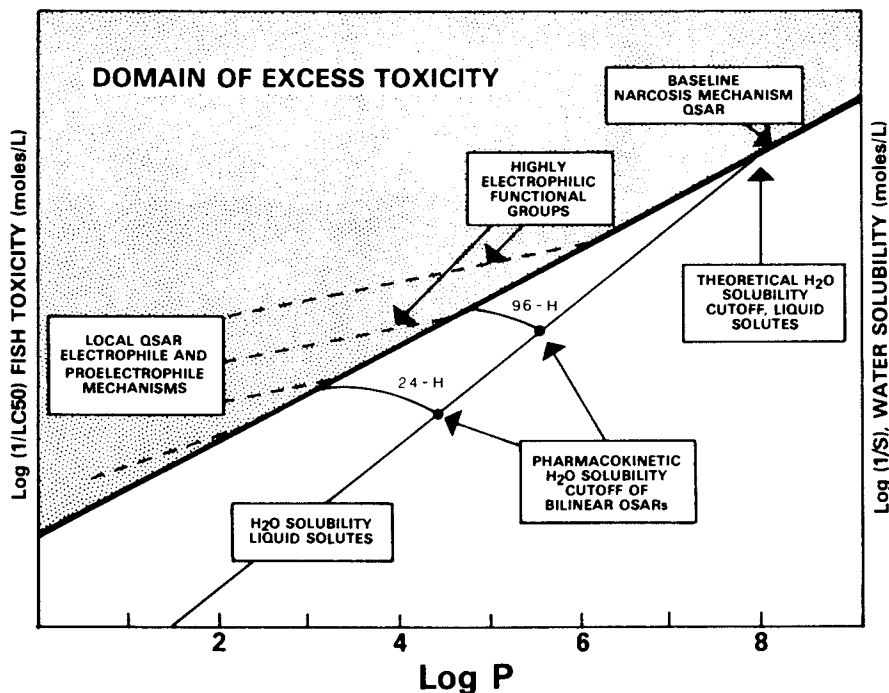 DOMAIN OF EXCESS TOXICITY
BASELINE
NARCOSIS MECHANISM
QSAR
HIGHLY
ELECTROPHILIC
FUNCTIONAL
GROUPS
THEORETICAL H2O
SOLUBILITY
CUTOFF, LIQUID
SOLUTES
LOCAL QSAR
ELECTROPHILE AND
PROELECTROPHILE
MECHANISMS
96-H
24-H
PHARMACOKINETIC
H2O SOLUBILITY
CUTOFF OF
BILINEAR OSARs
H2O SOLUBILITY
LIQUID SOLUTES
Log (1/LC50) FISH TOXICITY (moles/L)
Log (1/S), WATER SOLUBILITY (moles/L)
2 4 6 8
Log P